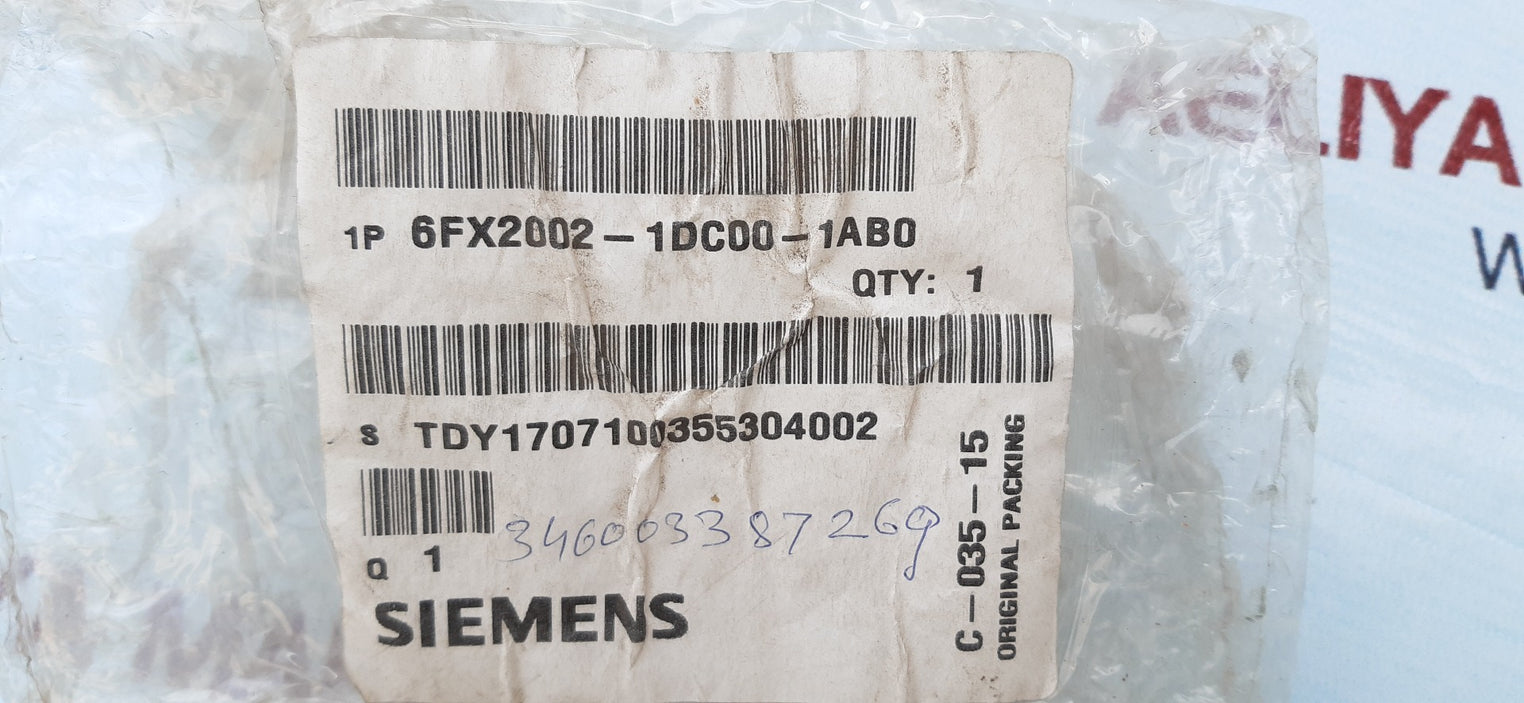 1P 6FX2002-1DC00-1AB0
QTY: 1
S TDY1707100355304002
346003387269
Q 1
SIEMENS
C-035-15
ORIGINAL PACKING